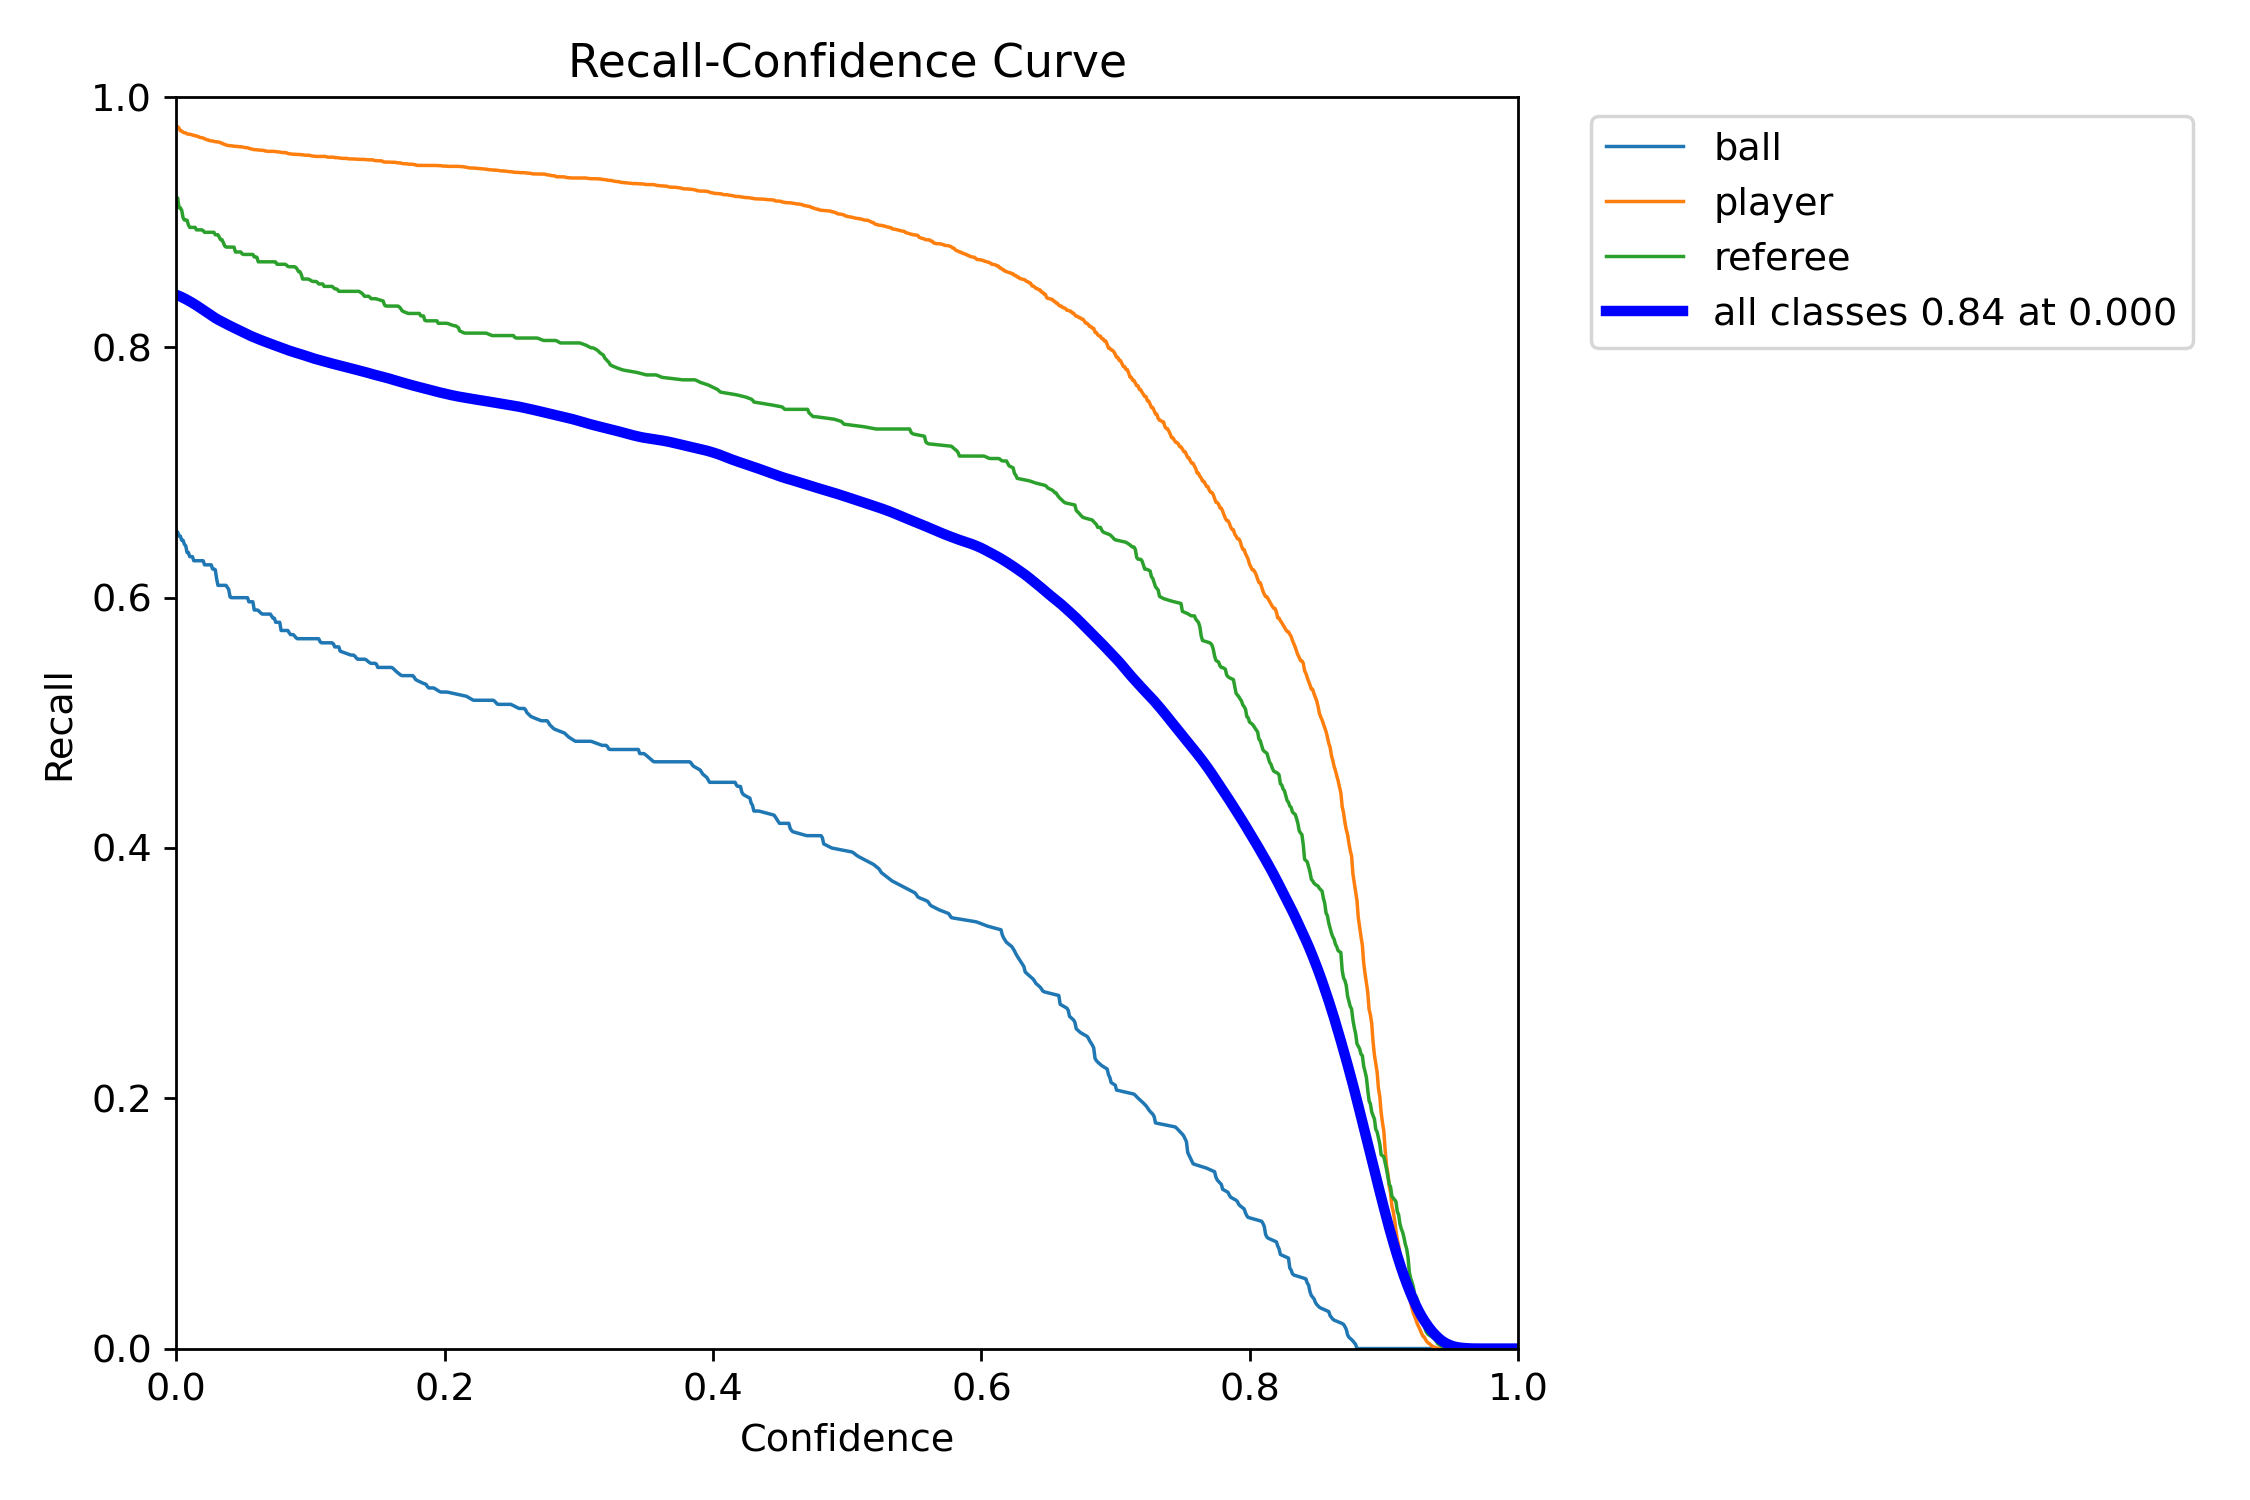 Recall-Confidence Curve
1.0
0.8
0.6
0.4
0.2
0.0
Recall
0.0 0.2 0.4 0.6 0.8 1.0
Confidence
ball
player
referee
all classes 0.84 at 0.000